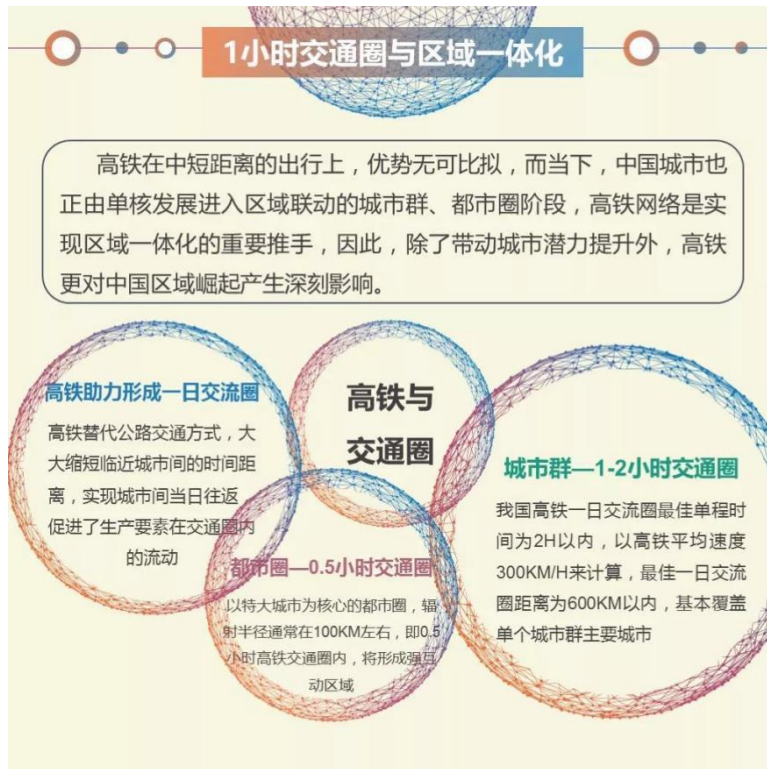 1小时交通圈与区域一体化
高铁在中短距离的出行上，优势无可比拟，而当下，中国城市也
正由单核发展进入区域联动的城市群、都市圈阶段，高铁网络是实
现区域一体化的重要推手，因此，除了带动城市潜力提升外，高铁
更对中国区域崛起产生深刻影响。
高铁助力形成一日交流圈
高铁替代公路交通方式，大
大缩短临近城市间的时间距
离，实现城市间当日往返
促进了生产要素在交通圈内
的流动
高铁与
交通圈
都市圈—0.5小时交通圈
以特大城市为核心的都市圈，辐
射半径通常在100KM左右，即0.5
小时高铁交通圈内，将形成强互
动区域
城市群—1-2小时交通圈
我国高铁一日交流圈最佳单程时
间为2H以内，以高铁平均速度
300KM/H来计算，最佳一日交流
圈距离为600KM以内，基本覆盖
单个城市群主要城市